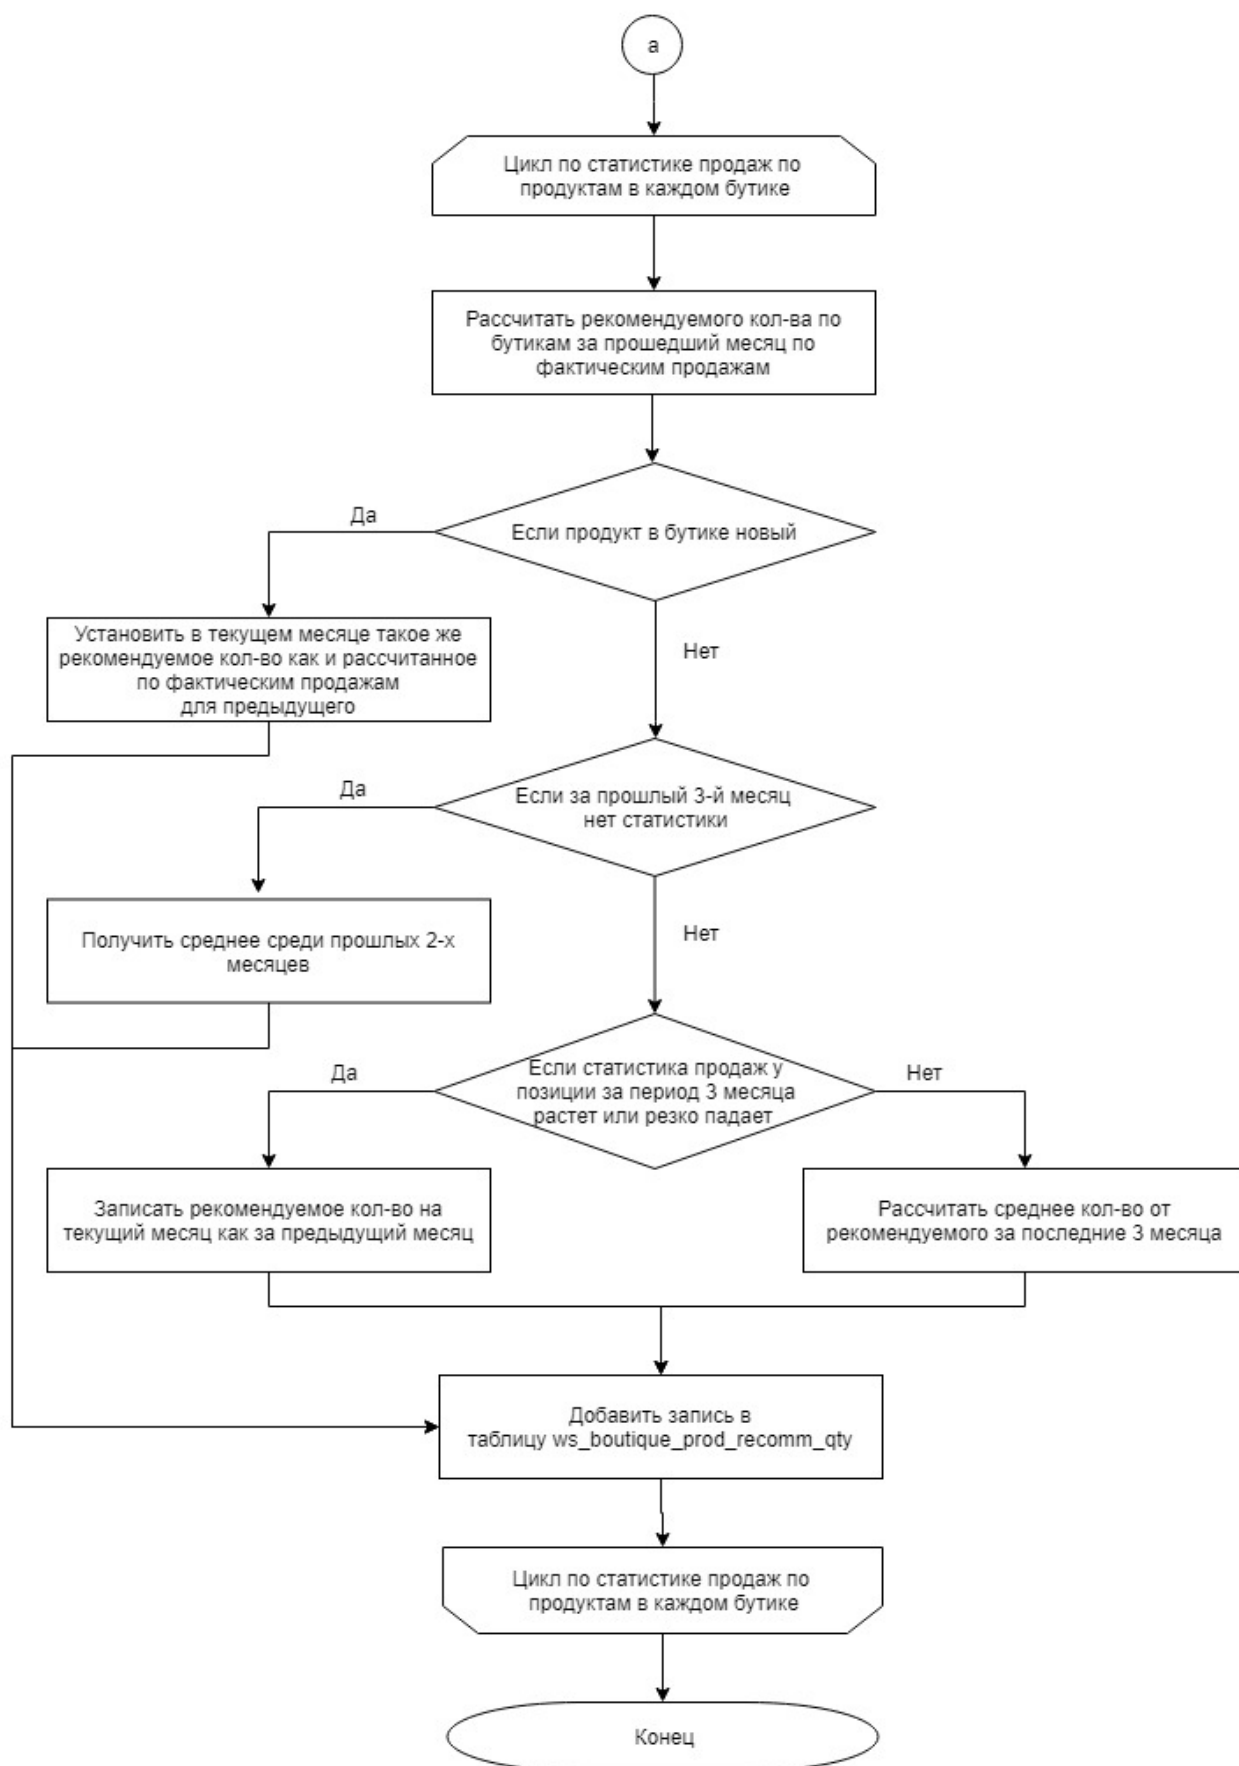 а
Цикл по статистике продаж по
продуктам в каждом бутике
Рассчитать рекомендуемого кол-ва по
бутикам за прошедший месяц по
фактическим продажам
Да
Если продукт в бутике новый
Установить в текущем месяце такое же
рекомендуемое кол-во как и рассчитанное
по фактическим продажам
для предыдущего
Нет
Да
Если за прошлый 3-й месяц
нет статистики
Получить среднее среди прошлых 2-х
месяцев
Нет
Да
Если статистика продаж у
позиции за период 3 месяца
растет или резко падает
Нет
Записать рекомендуемое кол-во на
текущий месяц как за предыдущий месяц
Рассчитать среднее кол-во от
рекомендуемого за последние 3 месяца
Добавить запись в
таблицу ws_boutique_prod_recomm_qty
Цикл по статистике продаж по
продуктам в каждом бутике
Конец